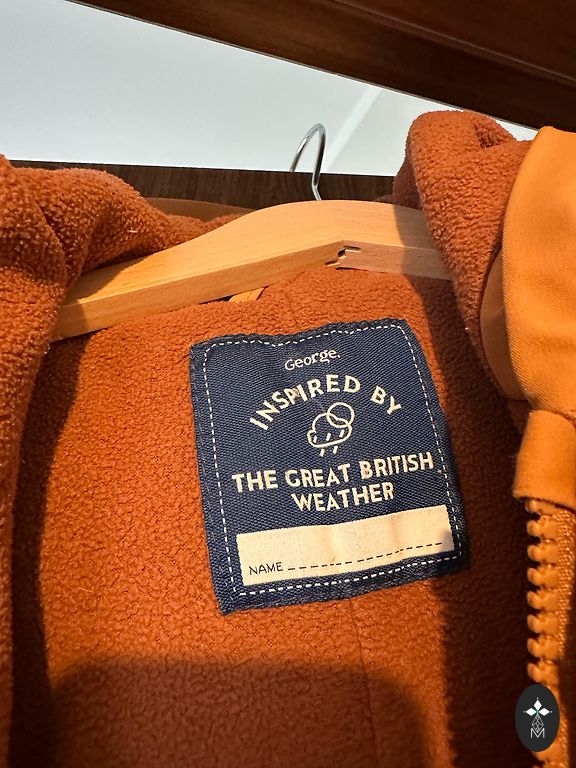 George.
INSPIRED BY
THE GREAT BRITISH
WEATHER
NAME